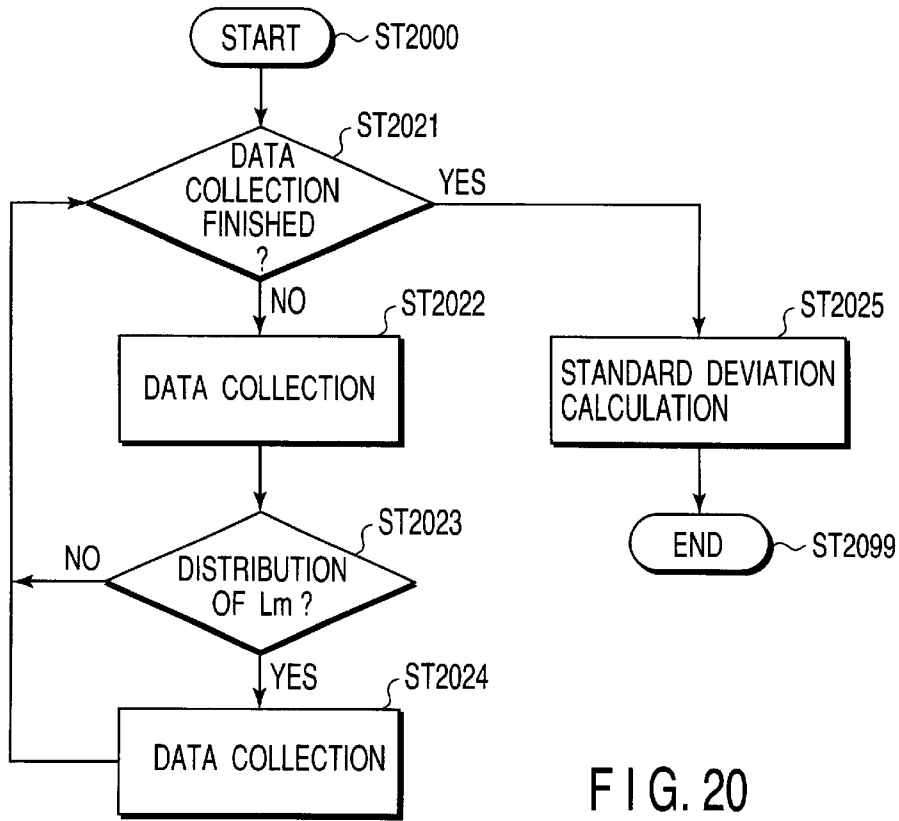 START
ST2000
ST2021
DATA
COLLECTION
FINISHED
?
YES
NO
ST2022
DATA COLLECTION
ST2025
STANDARD DEVIATION
CALCULATION
ST2023
DISTRIBUTION
OF Lm ?
NO
END
ST2099
YES
ST2024
DATA COLLECTION
FIG. 20